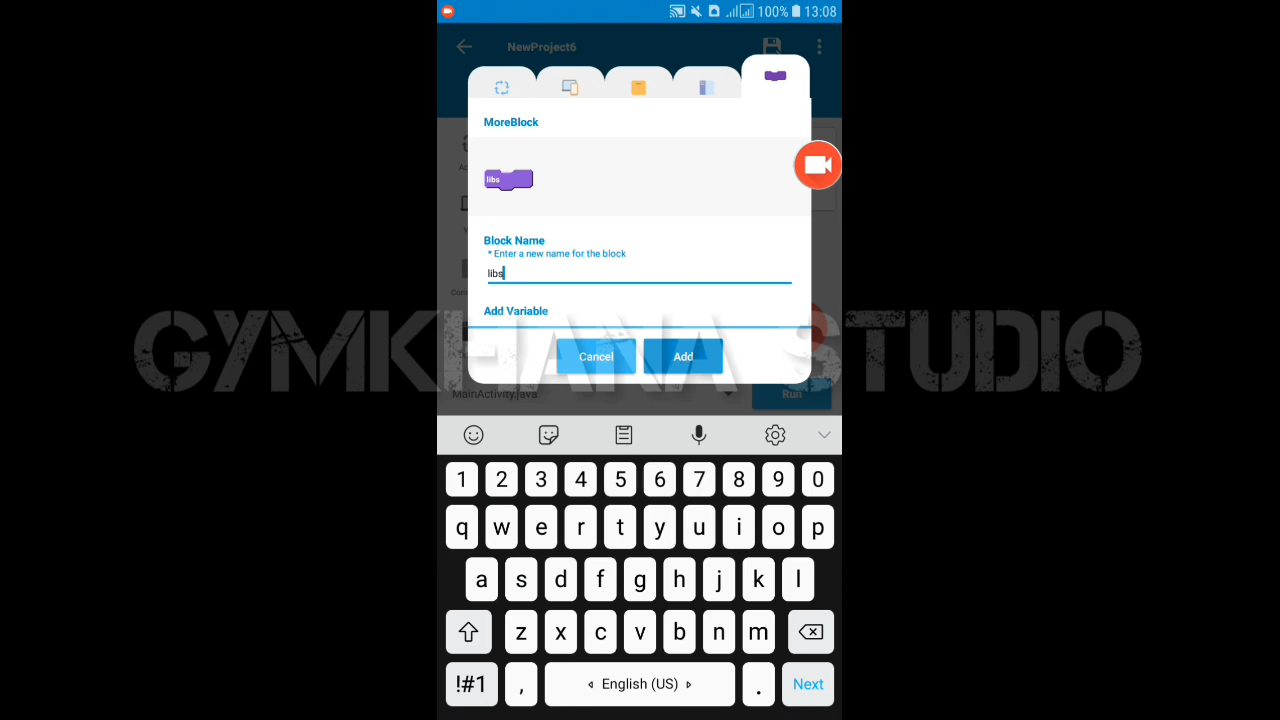 100% 13:08
NewProject6
MoreBlock
libs
Block Name
* Enter a new name for the block
libs
Add Variable
GYMKHANA STUDIO
Cancel Add
MainActivity.java Run
1 2 3 4 5 6 7 8 9 0
q w e r t y u i o p
a s d f g h j k l
z x c v b n m
!#1 , English (US) . Next